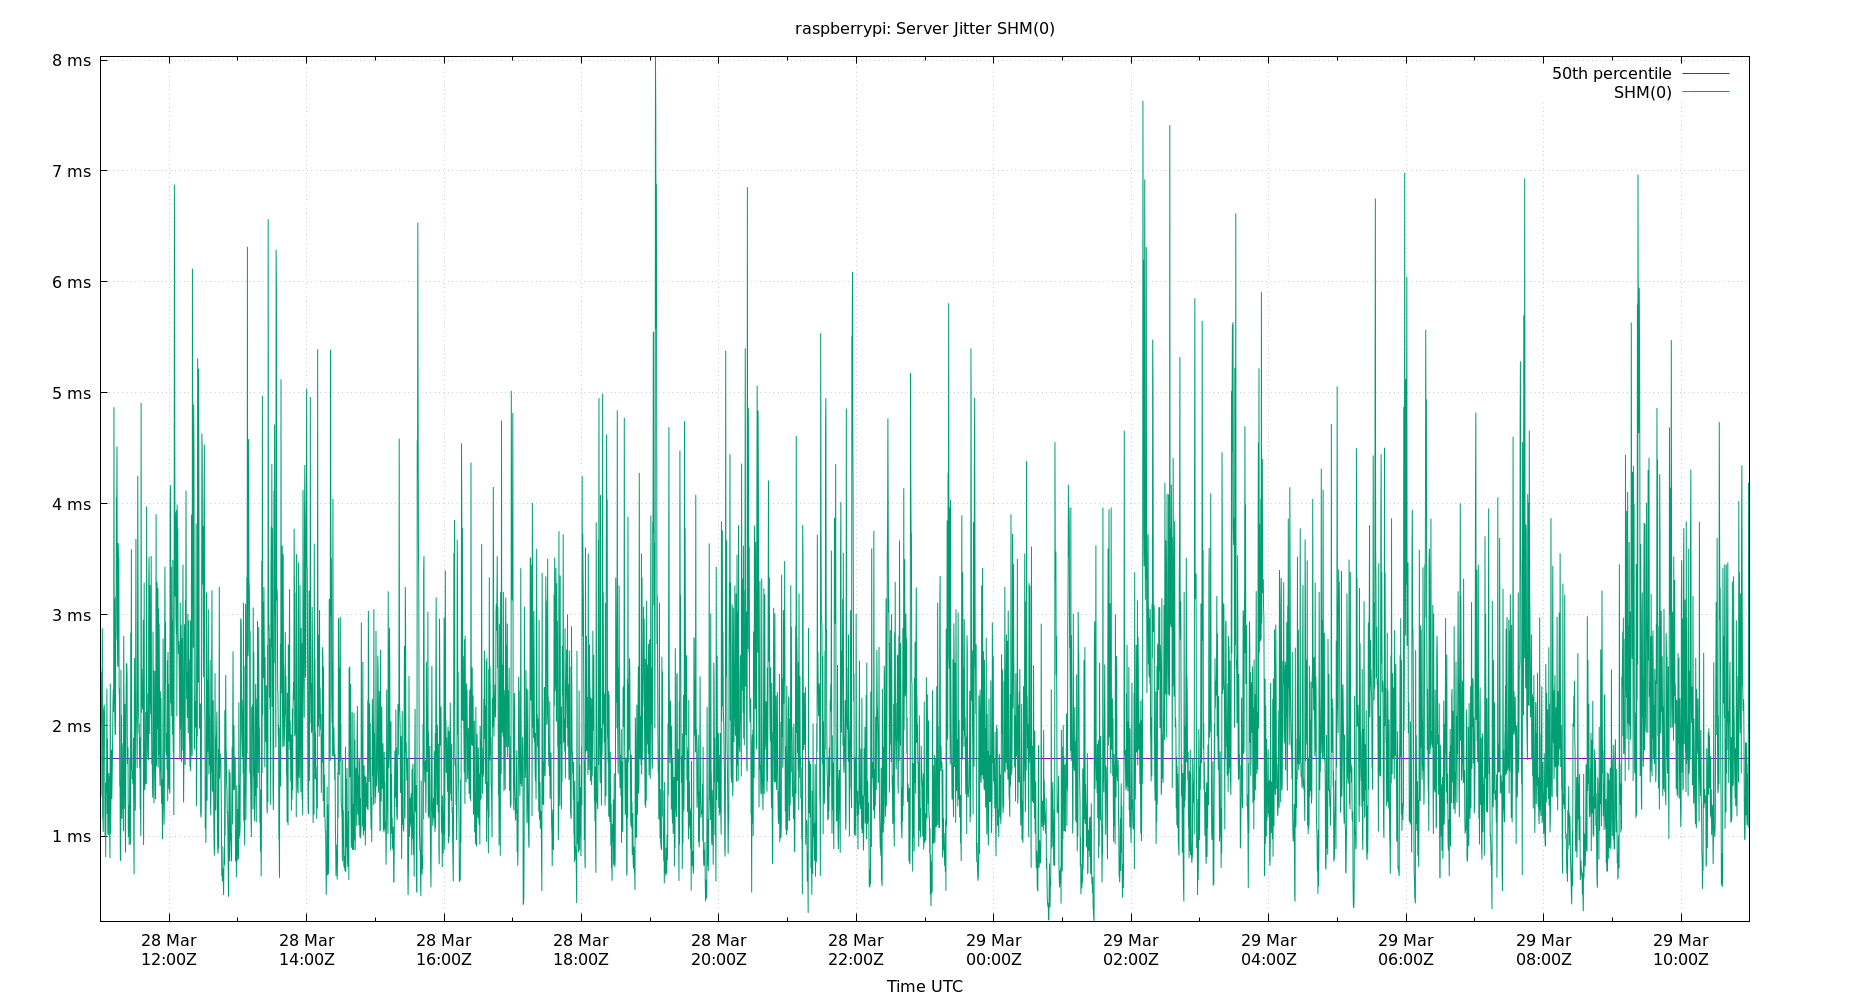 raspberrypi: Server Jitter SHM(0)
8 ms
7 ms
6 ms
5 ms
4 ms
3 ms
2 ms
1 ms
50th percentile
SHM(0)
28 Mar 28 Mar 28 Mar 28 Mar 28 Mar 28 Mar 29 Mar 29 Mar 29 Mar 29 Mar 29 Mar 29 Mar
12:00Z 14:00Z 16:00Z 18:00Z 20:00Z 22:00Z 00:00Z 02:00Z 04:00Z 06:00Z 08:00Z 10:00Z
Time UTC